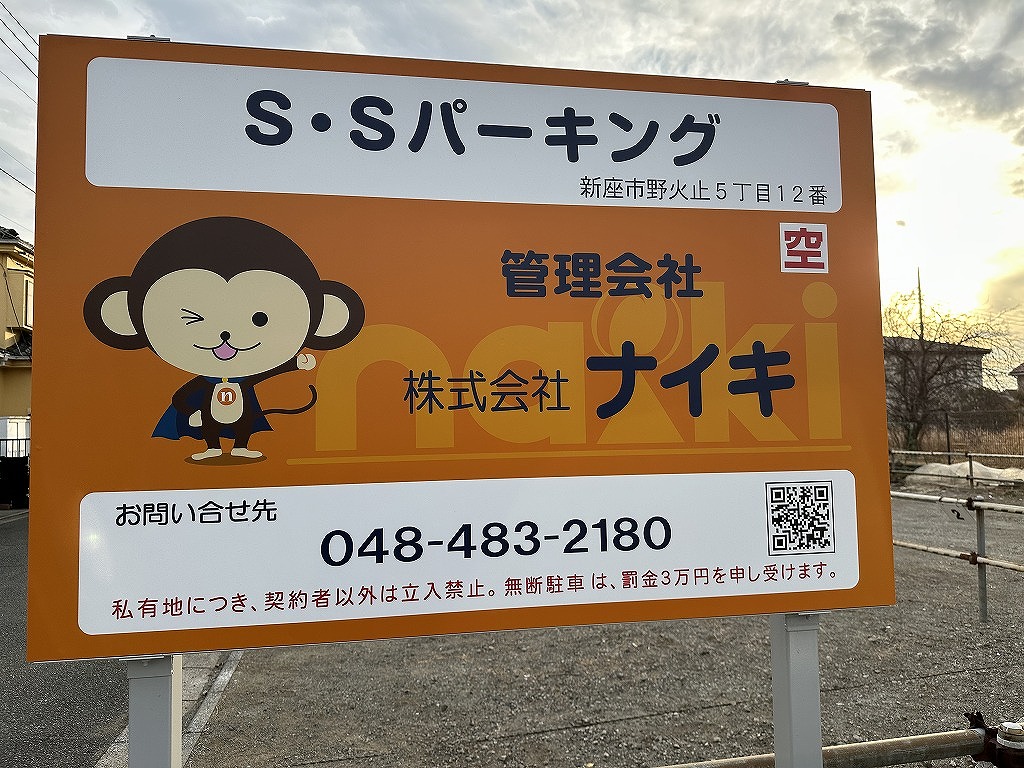 S・Sパーキング
新座市野火止5丁目12番
空
管理会社
naiki
株式会社 ナイキ
n
お問い合せ先
048-483-2180
私有地につき、契約者以外は立入禁止。無断駐車は、罰金3万円を申し受けます。